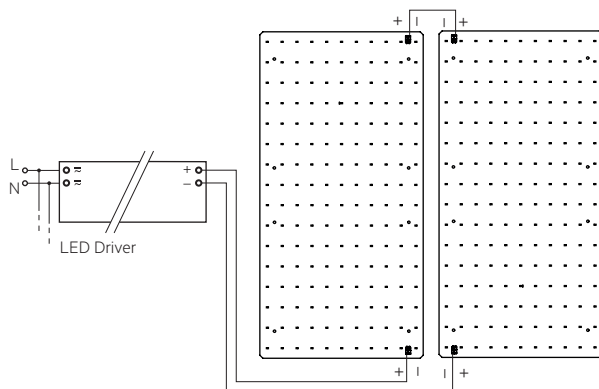 + − − +
L
N
+
−
LED Driver
+ − − +